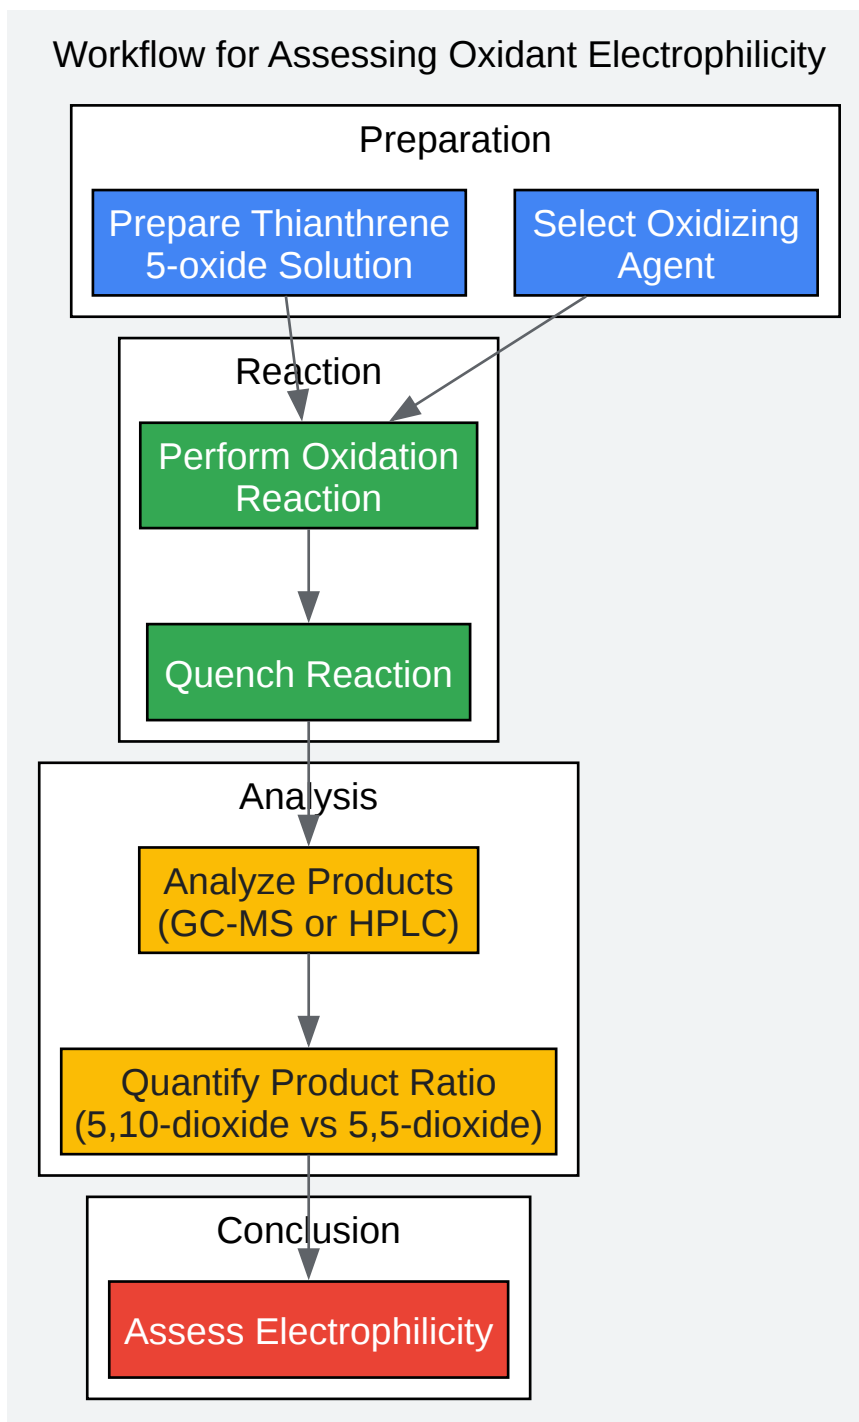 Workflow for Assessing Oxidant Electrophilicity
Preparation
Prepare Thianthrene
5-oxide Solution
Select Oxidizing
Agent
Reaction
Perform Oxidation
Reaction
Quench Reaction
Analysis
Analyze Products
(GC-MS or HPLC)
Quantify Product Ratio
(5,10-dioxide vs 5,5-dioxide)
Conclusion
Assess Electrophilicity